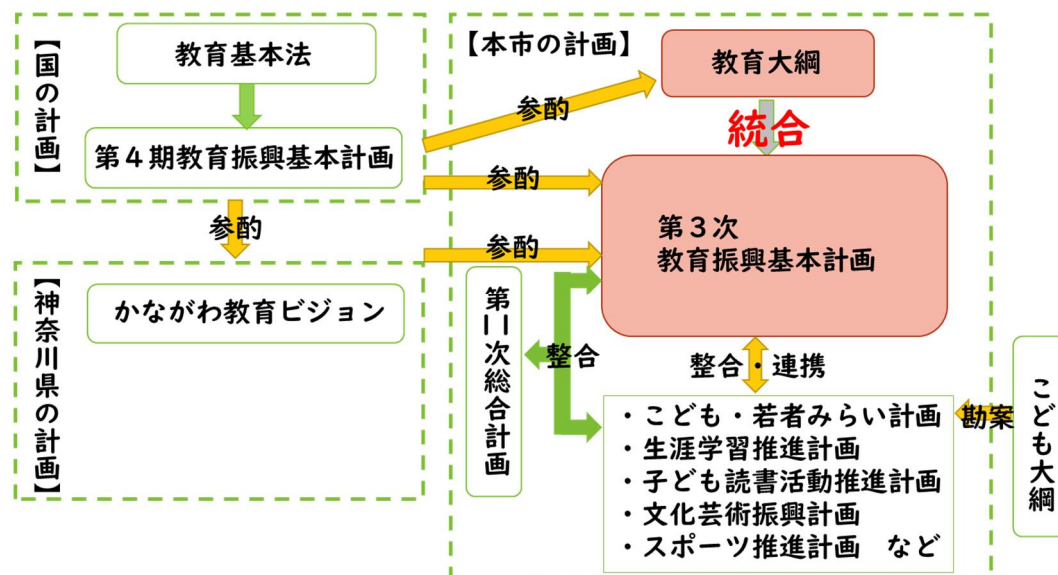 【国の計画】
教育基本法
第4期教育振興基本計画
参酌
【神奈川県の計画】
かながわ教育ビジョン
【本市の計画】
教育大綱
参酌
統合
参酌
参酌
第3次
教育振興基本計画
第11次総合計画
整合
整合・連携
・こども・若者みらい計画
・生涯学習推進計画
・子ども読書活動推進計画
・文化芸術振興計画
・スポーツ推進計画　など
勘案
こども大綱